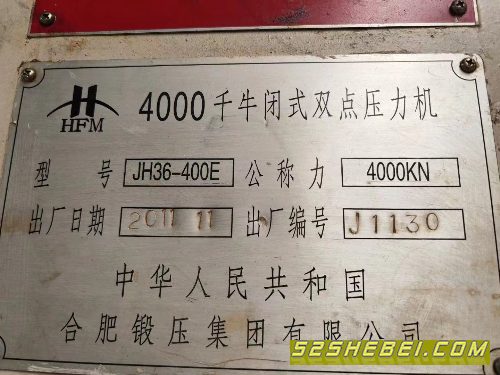 HFM
4000千牛闭式双点压力机
型号 JH36-400E 公称力 4000KN
出厂日期 2011 11 出厂编号 J1130
中华人民共和国
合肥锻压集团有限公司
52SHEBEI.COM